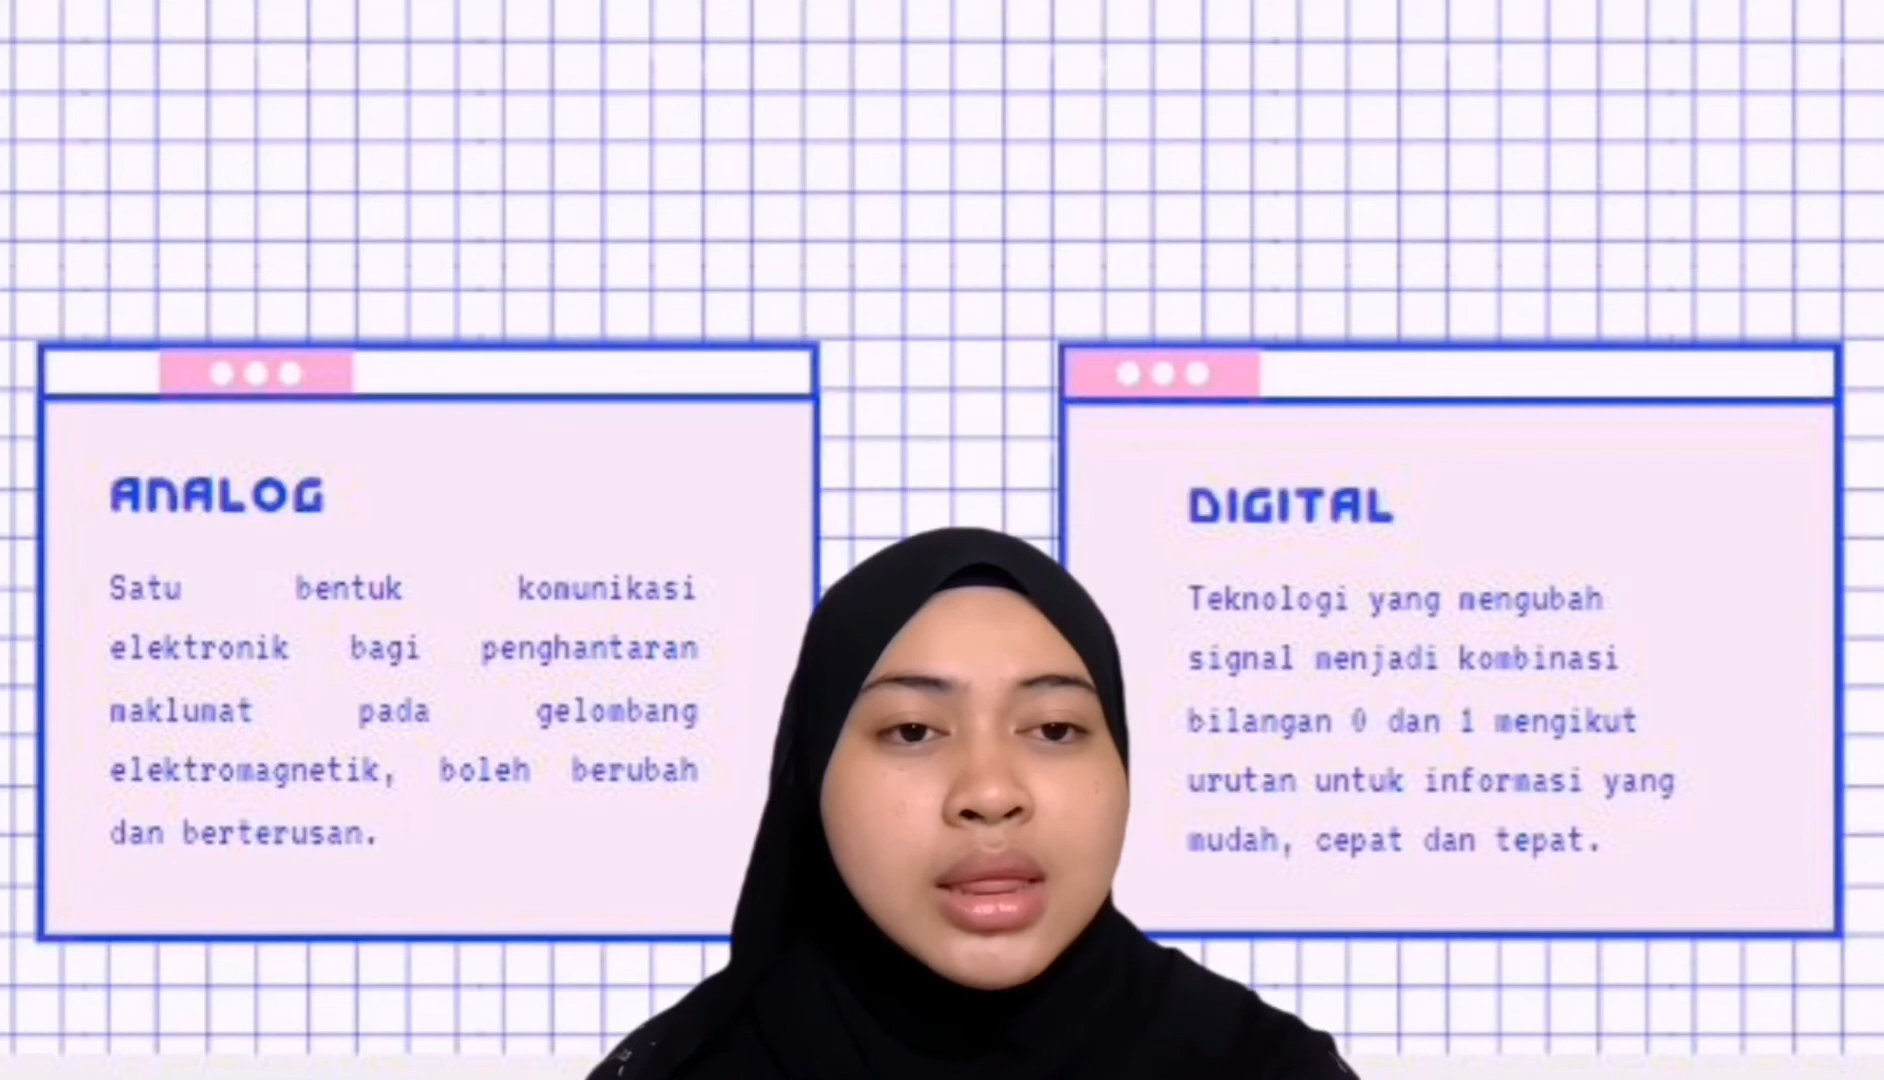 ANALOG
Satu bentuk komunikasi
elektronik bagi penghantaran
maklumat pada gelombang
elektromagnetik, boleh berubah
dan berterusan.
DIGITAL
Teknologi yang mengubah
signal menjadi kombinasi
bilangan 0 dan 1 mengikut
urutan untuk informasi yang
mudah, cepat dan tepat.